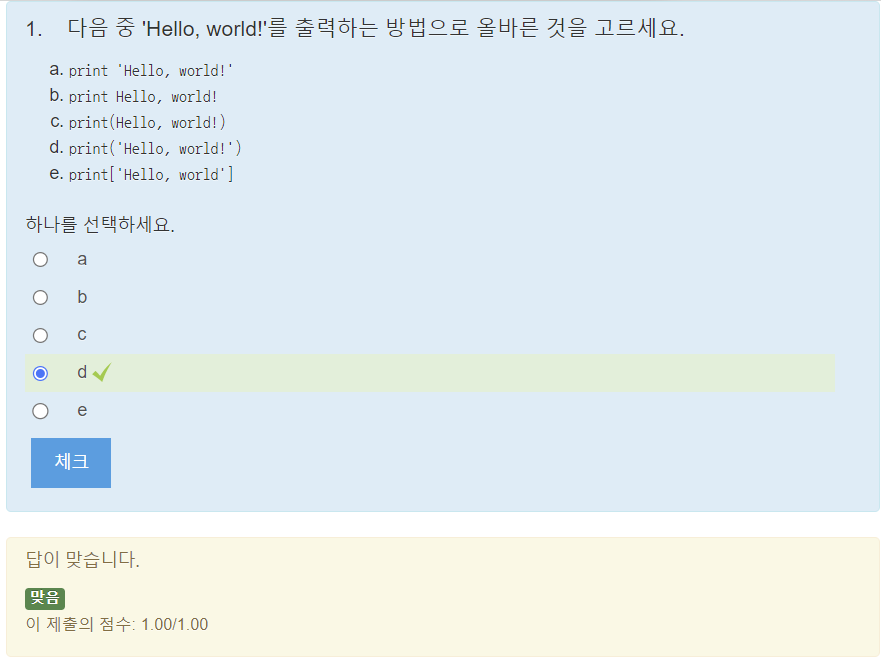 1. 다음 중 'Hello, world!'를 출력하는 방법으로 올바른 것을 고르세요.
a. print 'Hello, world!'
b. print Hello, world!
c. print(Hello, world!)
d. print('Hello, world!')
e. print['Hello, world']
하나를 선택하세요.
a
b
c
d
e
체크
답이 맞습니다.
맞음
이 제출의 점수: 1.00/1.00